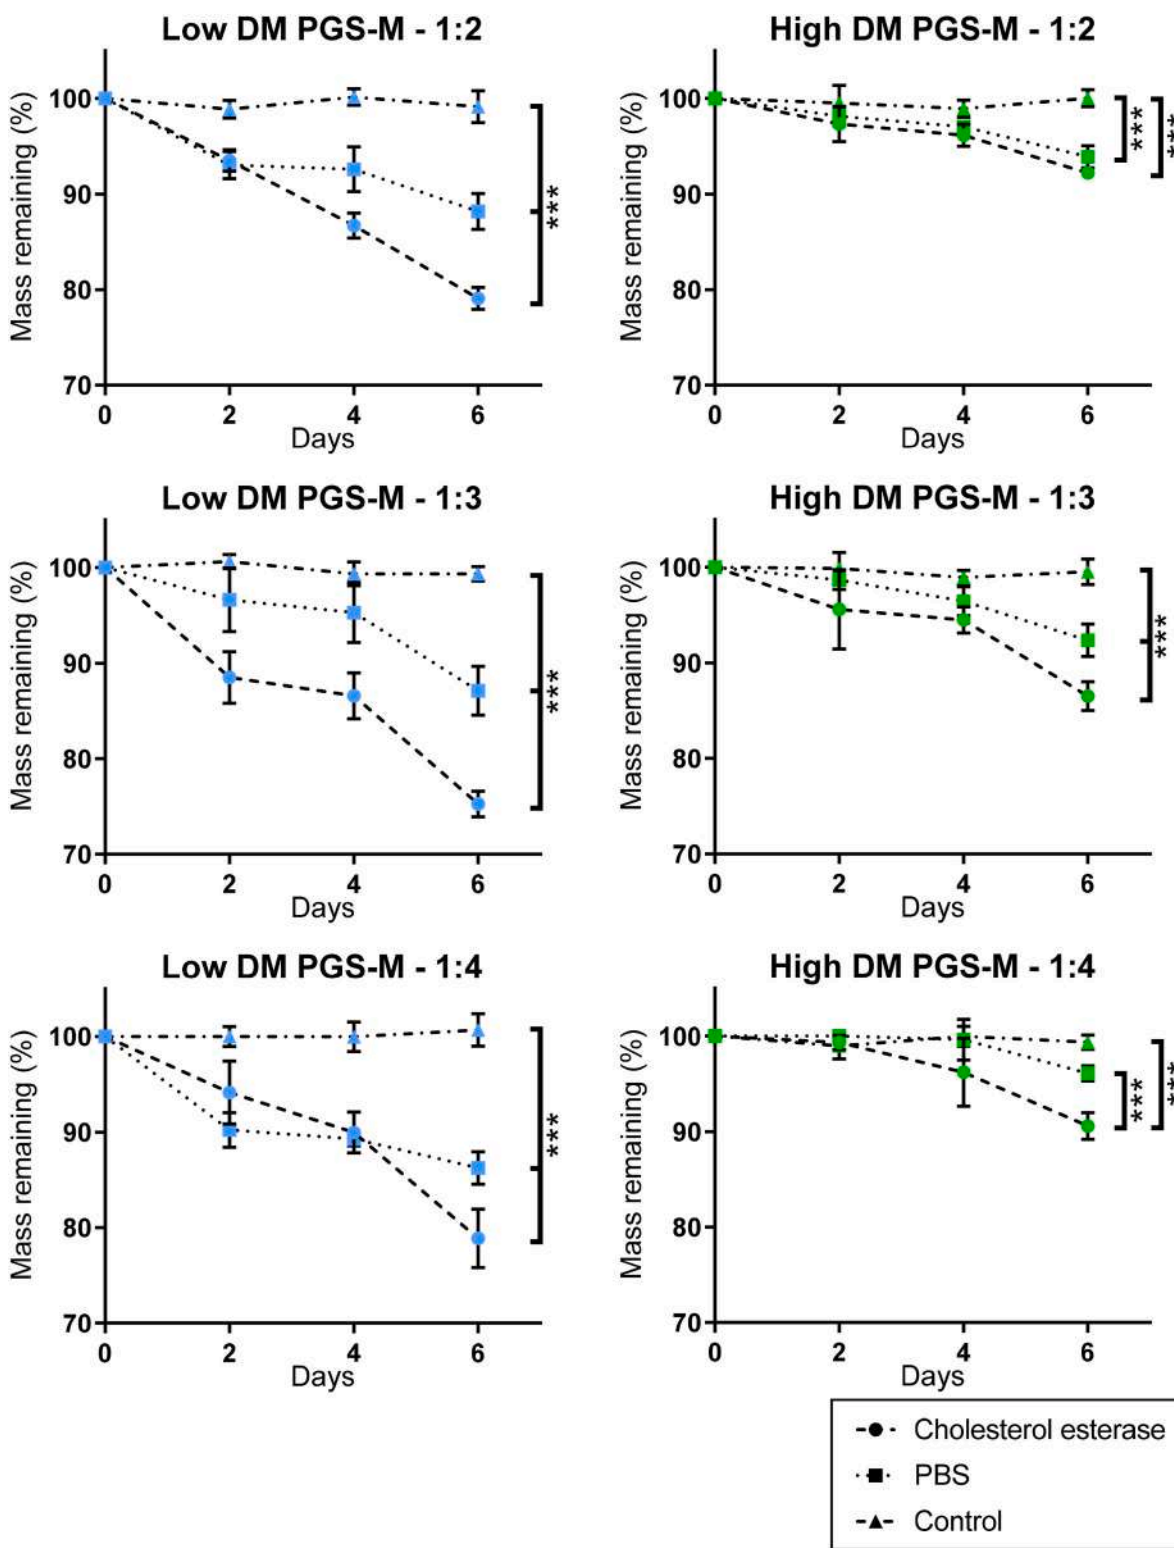 Low DM PGS-M - 1:2
High DM PGS-M - 1:2
Mass remaining (%)
100
90
80
70
0 2 4 6
Days
***
Mass remaining (%)
100
90
80
70
0 2 4 6
Days
***
***
Low DM PGS-M - 1:3
High DM PGS-M - 1:3
Mass remaining (%)
100
90
80
70
0 2 4 6
Days
***
Mass remaining (%)
100
90
80
70
0 2 4 6
Days
***
Low DM PGS-M - 1:4
High DM PGS-M - 1:4
Mass remaining (%)
100
90
80
70
0 2 4 6
Days
***
Mass remaining (%)
100
90
80
70
0 2 4 6
Days
***
***
Cholesterol esterase
PBS
Control